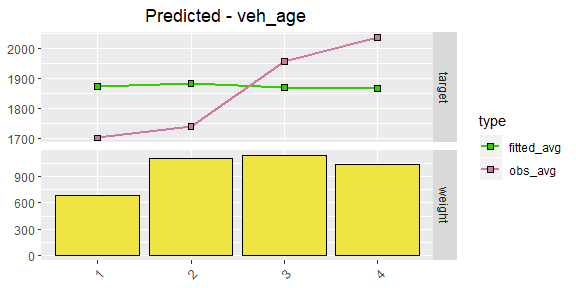 Predicted - veh_age
2000
1900
1800
1700
target
900
600
300
0
weight
1
2
3
4
type
fitted_avg
obs_avg